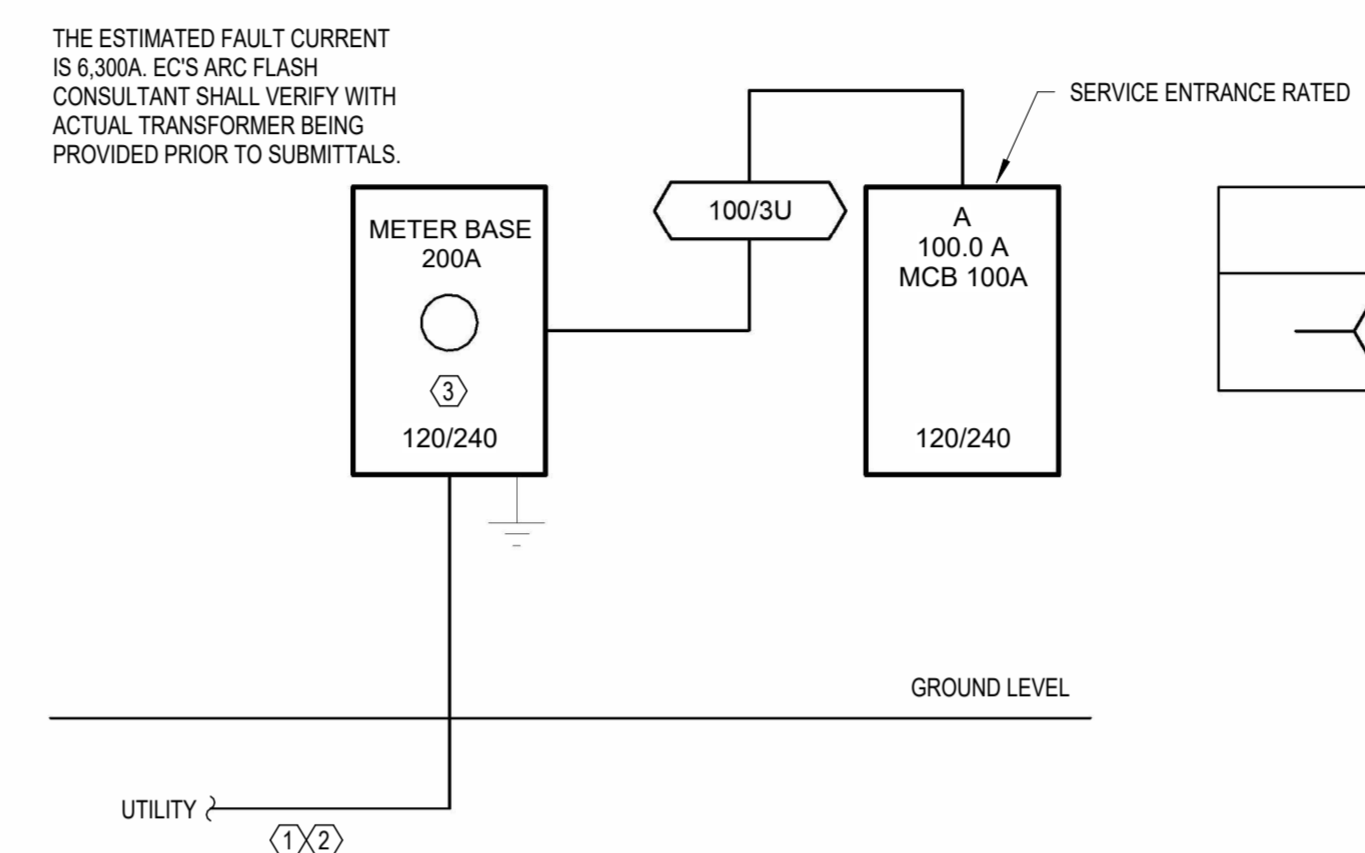 THE ESTIMATED FAULT CURRENT
IS 6,300A. EC'S ARC FLASH
CONSULTANT SHALL VERIFY WITH
ACTUAL TRANSFORMER BEING
PROVIDED PRIOR TO SUBMITTALS.
SERVICE ENTRANCE RATED
METER BASE
200A
3
120/240
100/3U
A
100.0 A
MCB 100A
120/240
GROUND LEVEL
UTILITY
1 2